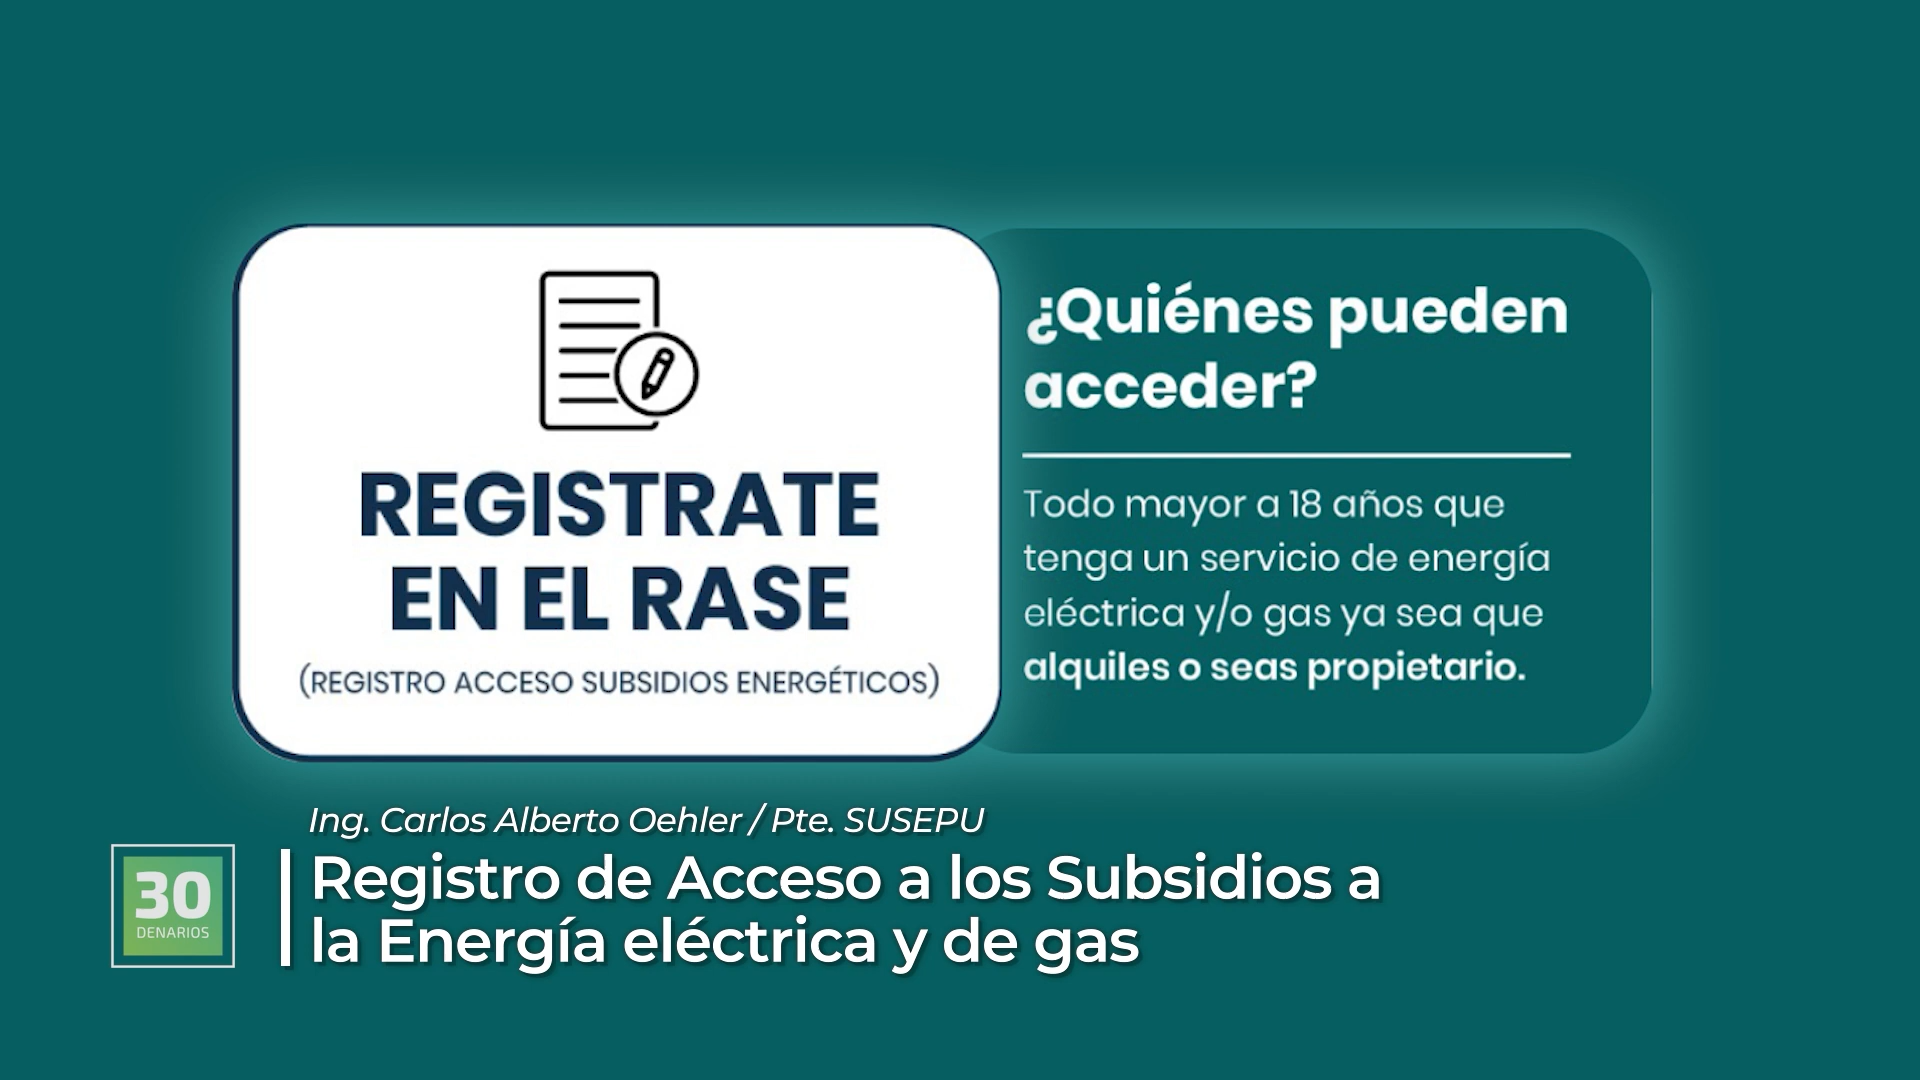 REGISTRATE
EN EL RASE
(REGISTRO ACCESO SUBSIDIOS ENERGÉTICOS)
¿Quiénes pueden
acceder?
Todo mayor a 18 años que
tenga un servicio de energía
eléctrica y/o gas ya sea que
alquiles o seas propietario.
Ing. Carlos Alberto Oehler / Pte. SUSEPU
30
DENARIOS
Registro de Acceso a los Subsidios a
la Energía eléctrica y de gas